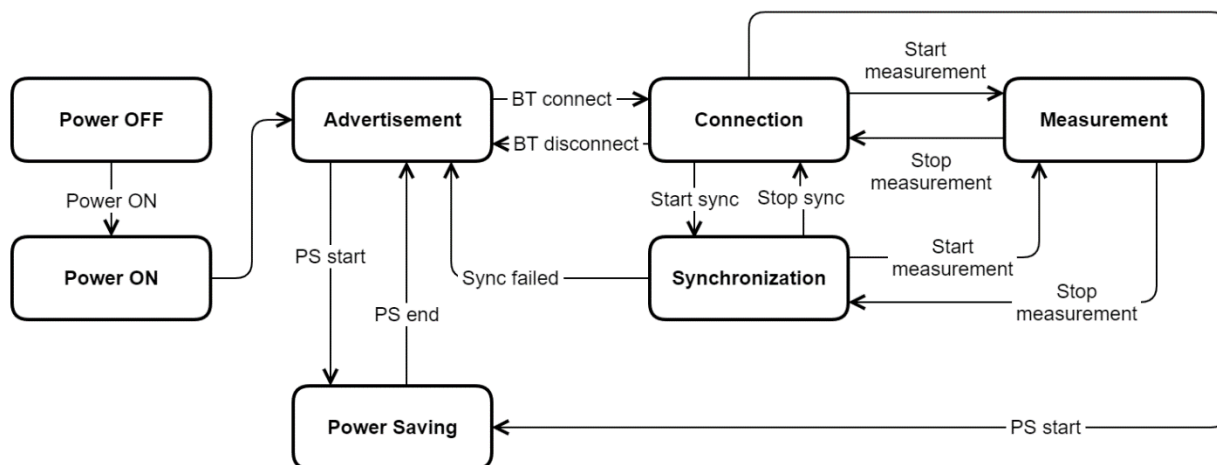 Start
measurement
Power OFF
Advertisement
BT connect
Connection
Measurement
BT disconnect
Stop
measurement
Power ON
Start sync
Stop sync
Power ON
PS start
Sync failed
Synchronization
Start
measurement
Stop
measurement
PS end
Power Saving
PS start